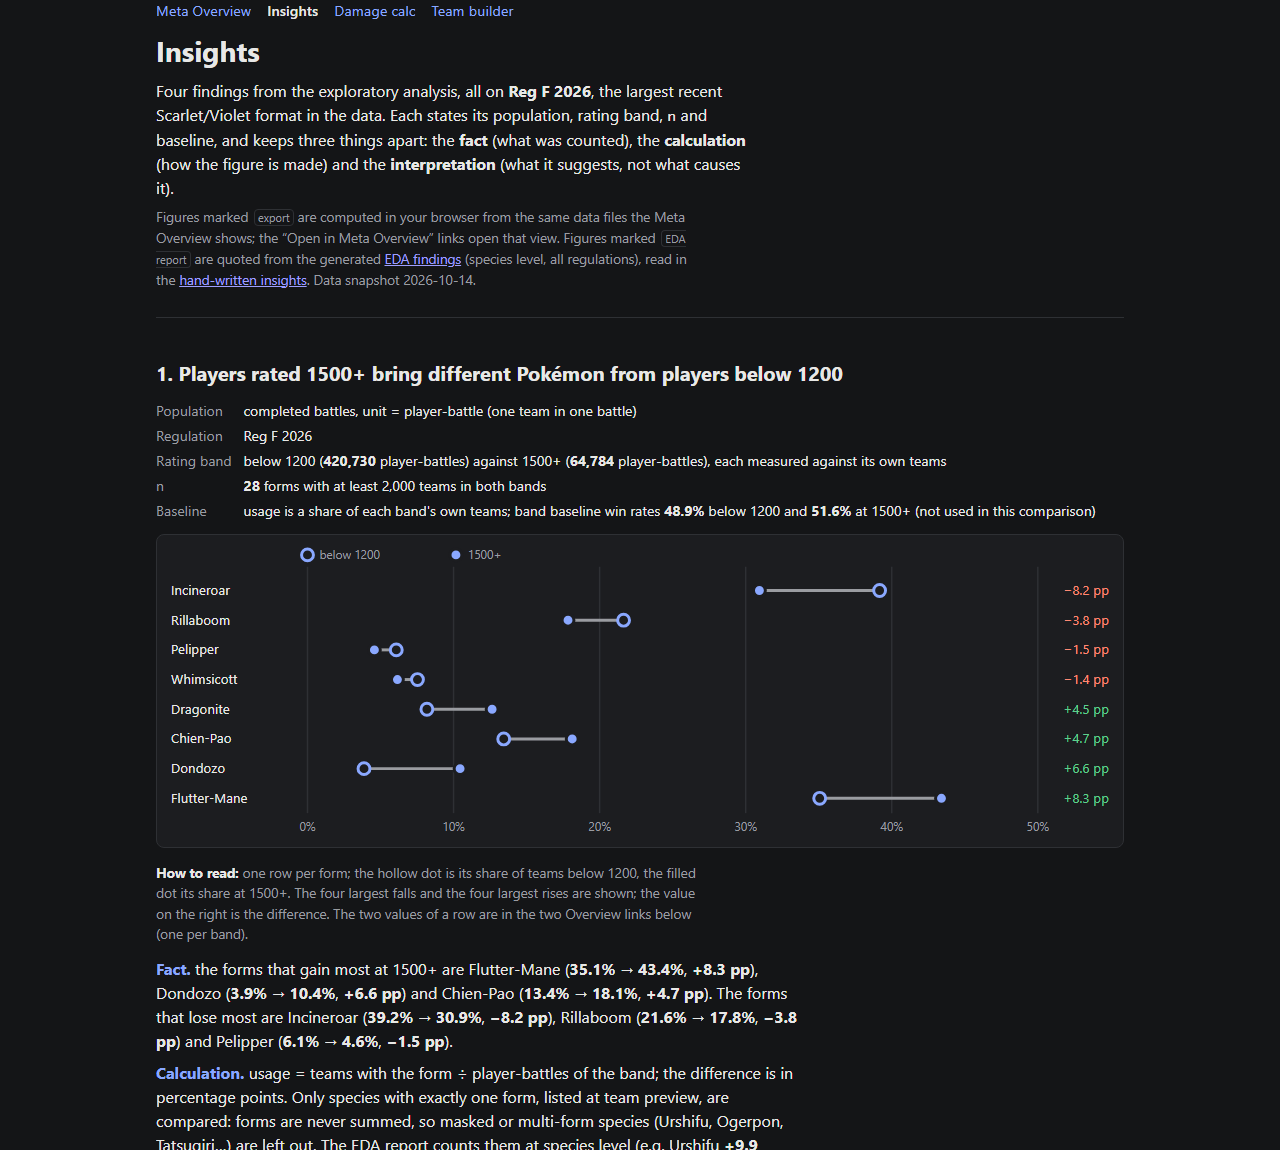 Meta Overview Insights Damage calc Team builder
Insights
Four findings from the exploratory analysis, all on Reg F 2026, the largest recent
Scarlet/Violet format in the data. Each states its population, rating band, n and
baseline, and keeps three things apart: the fact (what was counted), the calculation
(how the figure is made) and the interpretation (what it suggests, not what causes
it).
Figures marked export are computed in your browser from the same data files the Meta
Overview shows; the “Open in Meta Overview” links open that view. Figures marked EDA
report are quoted from the generated EDA findings (species level, all regulations), read in
the hand-written insights. Data snapshot 2026-10-14.
1. Players rated 1500+ bring different Pokémon from players below 1200
Population completed battles, unit = player-battle (one team in one battle)
Regulation Reg F 2026
Rating band below 1200 (420,730 player-battles) against 1500+ (64,784 player-battles), each measured against its own teams
n 28 forms with at least 2,000 teams in both bands
Baseline usage is a share of each band's own teams; band baseline win rates 48.9% below 1200 and 51.6% at 1500+ (not used in this comparison)
below 1200 1500+
Incineroar −8.2 pp
Rillaboom −3.8 pp
Pelipper −1.5 pp
Whimsicott −1.4 pp
Dragonite +4.5 pp
Chien-Pao +4.7 pp
Dondozo +6.6 pp
Flutter-Mane +8.3 pp
0% 10% 20% 30% 40% 50%
How to read: one row per form; the hollow dot is its share of teams below 1200, the filled
dot its share at 1500+. The four largest falls and the four largest rises are shown; the value
on the right is the difference. The two values of a row are in the two Overview links below
(one per band).
Fact. the forms that gain most at 1500+ are Flutter-Mane (35.1% → 43.4%, +8.3 pp),
Dondozo (3.9% → 10.4%, +6.6 pp) and Chien-Pao (13.4% → 18.1%, +4.7 pp). The forms
that lose most are Incineroar (39.2% → 30.9%, −8.2 pp), Rillaboom (21.6% → 17.8%, −3.8
pp) and Pelipper (6.1% → 4.6%, −1.5 pp).
Calculation. usage = teams with the form ÷ player-battles of the band; the difference is in
percentage points. Only species with exactly one form, listed at team preview, are
compared: forms are never summed, so masked or multi-form species (Urshifu, Ogerpon,
Tatsugiri…) are left out. The EDA report counts them at species level (e.g. Urshifu +9.9